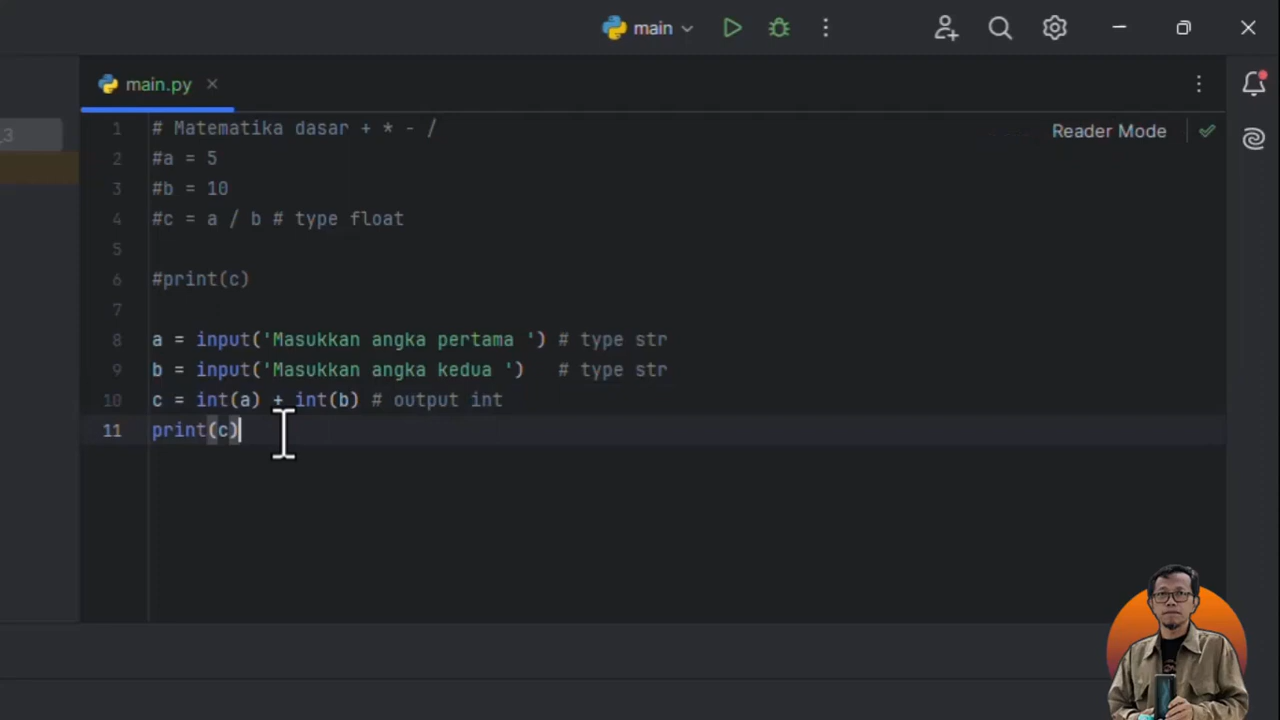 main
main.py
Reader Mode
_3
1 # Matematika dasar + * - /
2 #a = 5
3 #b = 10
4 #c = a / b # type float
5
6 #print(c)
7
8 a = input('Masukkan angka pertama ') # type str
9 b = input('Masukkan angka kedua ')   # type str
10 c = int(a) + int(b) # output int
11 print(c)